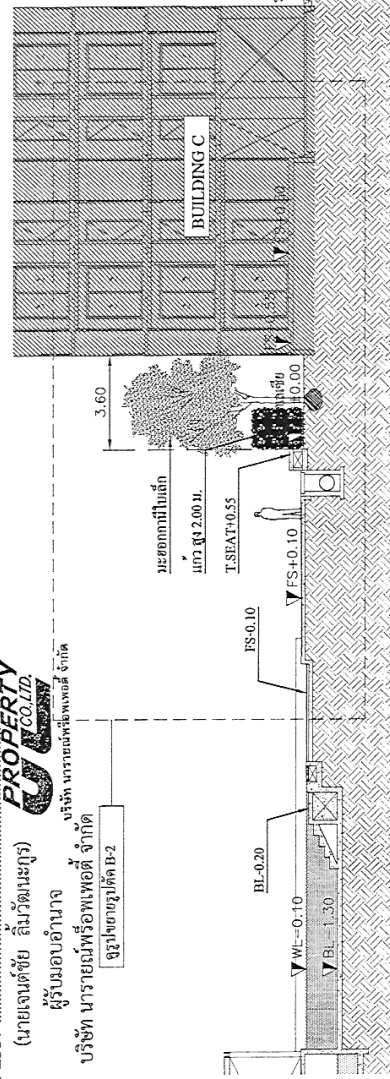 PROPERTY
CO.,LTD.
บริษัท นารายณ์พร็อพเพอตี้ จำกัด
(นายเจนต์ชัย ลิ้มวัฒนะกูร)
ผู้รับมอบอำนาจ
บริษัท นารายณ์พร็อพเพอตี้ จำกัด
ดูรูปขยายรูปตัด B-2
BUILDING C
3.60
มะฮอกกานีใบเล็ก
แก้ว สูง 2.00 ม.
T.SEAT+0.55
FS+0.10
FS-0.10
BL-0.20
WL=0.10
BL=1.30